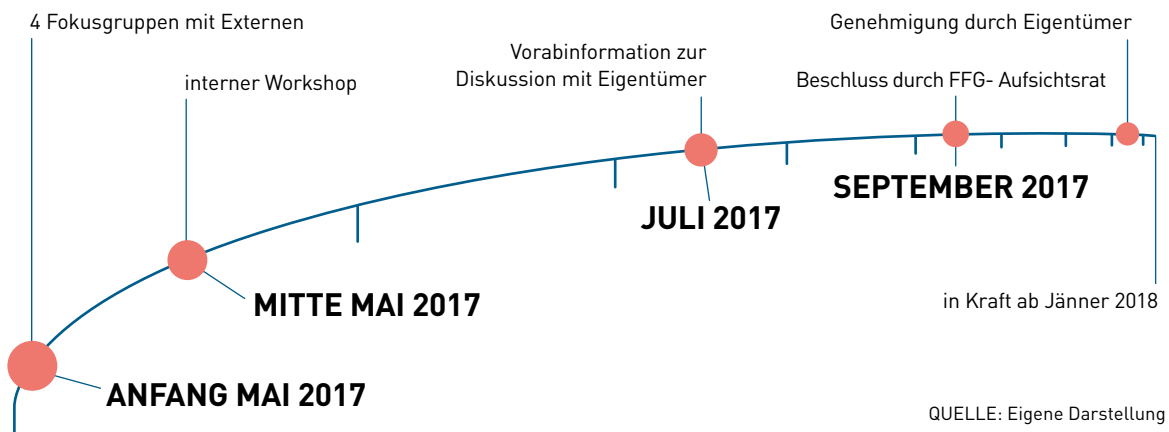 4 Fokusgruppen mit Externen
Genehmigung durch Eigentümer
Vorabinformation zur
Diskussion mit Eigentümer
interner Workshop
Beschluss durch FFG- Aufsichtsrat
SEPTEMBER 2017
JULI 2017
MITTE MAI 2017
in Kraft ab Jänner 2018
ANFANG MAI 2017
QUELLE: Eigene Darstellung